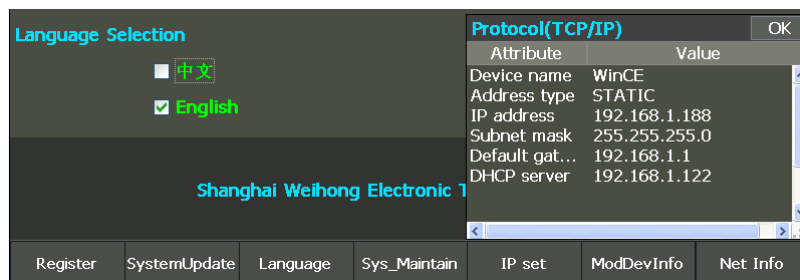 Language Selection
中文
English
Shanghai Weihong Electronic
Protocol(TCP/IP) OK
Attribute Value
Device name WinCE
Address type STATIC
IP address 192.168.1.188
Subnet mask 255.255.255.0
Default gat... 192.168.1.1
DHCP server 192.168.1.122
Register SystemUpdate Language Sys_Maintain IP set ModDevInfo Net Info